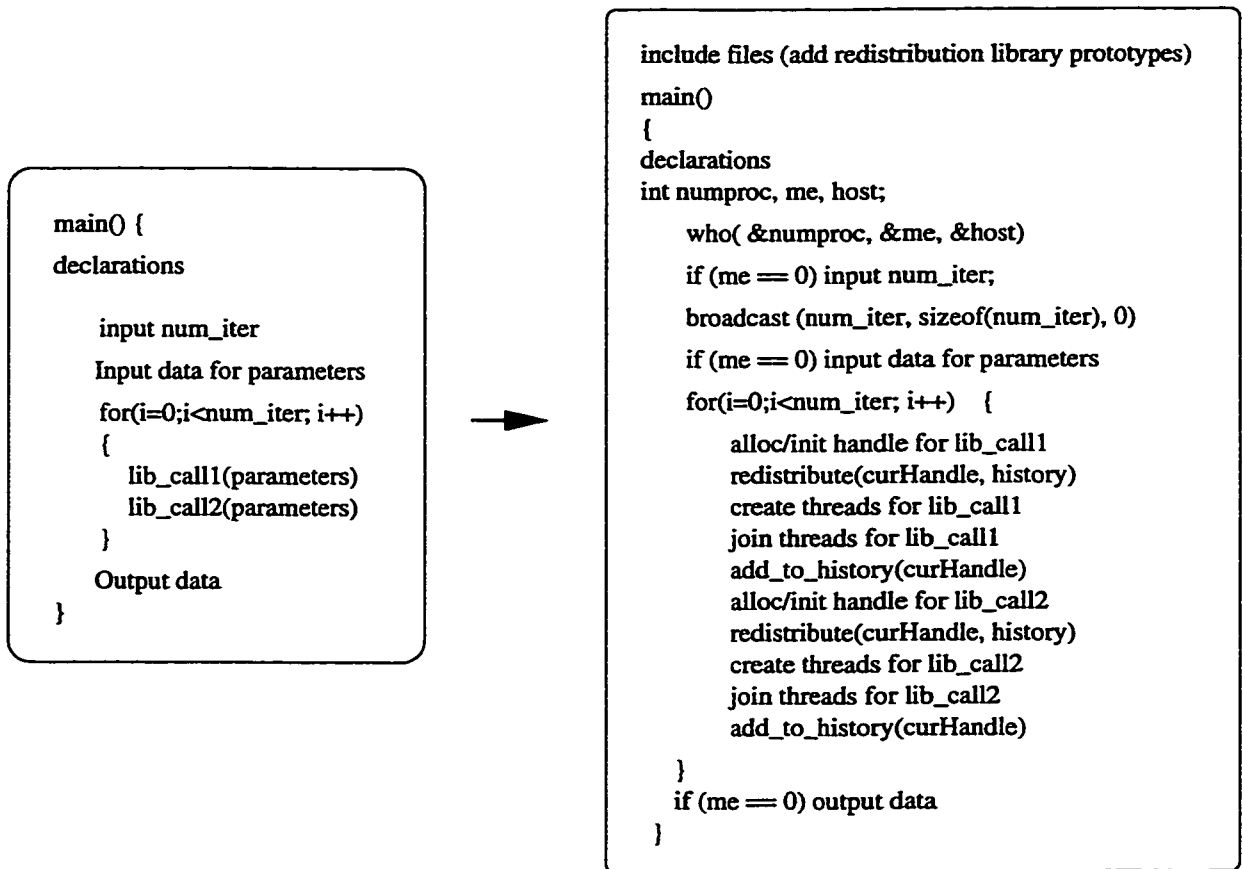 main() {
declarations
input num_iter
Input data for parameters
for(i=0;i<num_iter; i++)
{
lib_call1(parameters)
lib_call2(parameters)
}
Output data
}
include files (add redistribution library prototypes)
main()
{
declarations
int numproc, me, host;
who( &numproc, &me, &host)
if (me == 0) input num_iter;
broadcast (num_iter, sizeof(num_iter), 0)
if (me == 0) input data for parameters
for(i=0;i<num_iter; i++) {
alloc/init handle for lib_call1
redistribute(curHandle, history)
create threads for lib_call1
join threads for lib_call1
add_to_history(curHandle)
alloc/init handle for lib_call2
redistribute(curHandle, history)
create threads for lib_call2
join threads for lib_call2
add_to_history(curHandle)
}
if (me == 0) output data
}